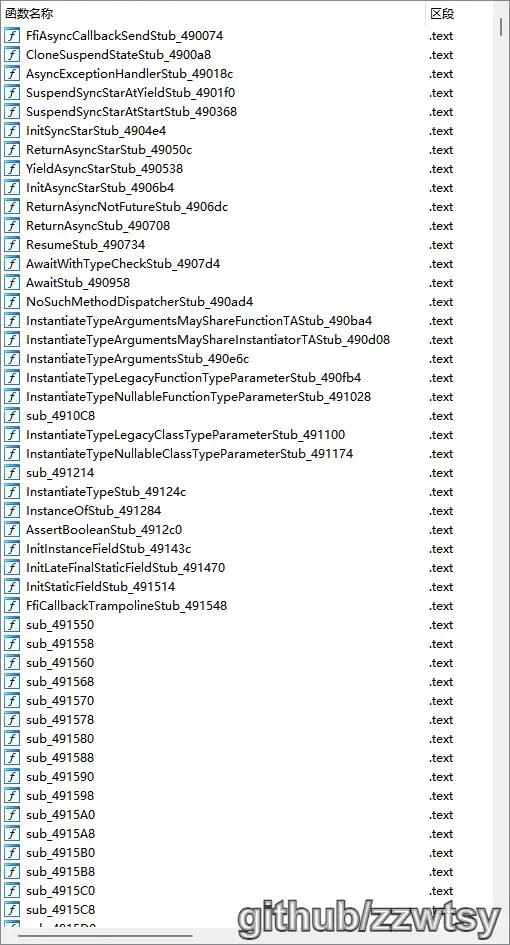 函数名称 区段
FfiAsyncCallbackSendStub_490074 .text
CloneSuspendStateStub_4900a8 .text
AsyncExceptionHandlerStub_49018c .text
SuspendSyncStarAtYieldStub_4901f0 .text
SuspendSyncStarAtStartStub_490368 .text
InitSyncStarStub_4904e4 .text
ReturnAsyncStarStub_49050c .text
YieldAsyncStarStub_490538 .text
InitAsyncStarStub_4906b4 .text
ReturnAsyncNotFutureStub_4906dc .text
ReturnAsyncStub_490708 .text
ResumeStub_490734 .text
AwaitWithTypeCheckStub_4907d4 .text
AwaitStub_490958 .text
NoSuchMethodDispatcherStub_490ad4 .text
InstantiateTypeArgumentsMayShareFunctionTAStub_490ba4 .text
InstantiateTypeArgumentsMayShareInstantiatorTAStub_490d08 .text
InstantiateTypeArgumentsStub_490e6c .text
InstantiateTypeLegacyFunctionTypeParameterStub_490fb4 .text
InstantiateTypeNullableFunctionTypeParameterStub_491028 .text
sub_4910C8 .text
InstantiateTypeLegacyClassTypeParameterStub_491100 .text
InstantiateTypeNullableClassTypeParameterStub_491174 .text
sub_491214 .text
InstantiateTypeStub_49124c .text
InstanceOfStub_491284 .text
AssertBooleanStub_4912c0 .text
InitInstanceFieldStub_49143c .text
InitLateFinalStaticFieldStub_491470 .text
InitStaticFieldStub_491514 .text
FfiCallbackTrampolineStub_491548 .text
sub_491550 .text
sub_491558 .text
sub_491560 .text
sub_491568 .text
sub_491570 .text
sub_491578 .text
sub_491580 .text
sub_491588 .text
sub_491590 .text
sub_491598 .text
sub_4915A0 .text
sub_4915A8 .text
sub_4915B0 .text
sub_4915B8 .text
sub_4915C0 .text
sub_4915C8 .text
github/zzwtsy